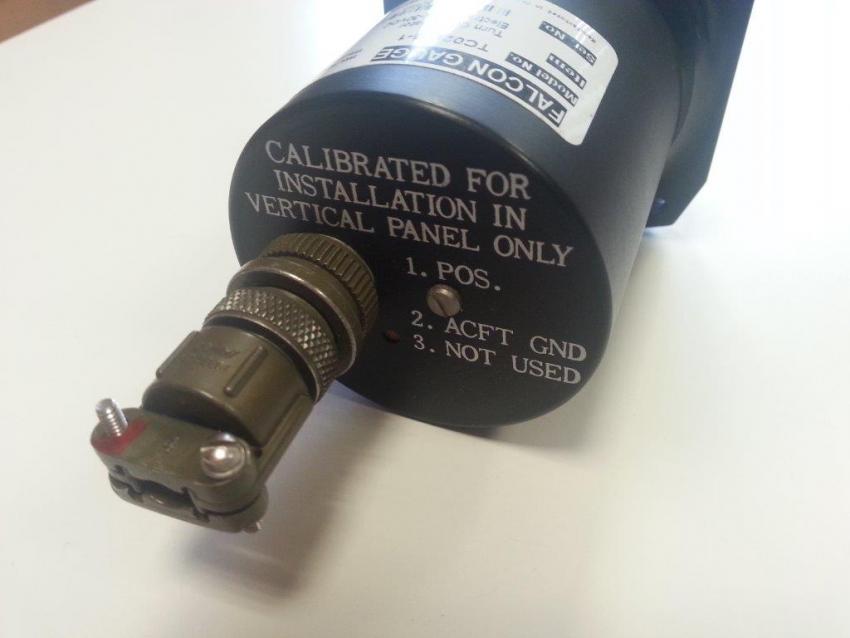 CALIBRATED FOR
INSTALLATION IN
VERTICAL PANEL ONLY
1. POS.
2. ACFT GND
3. NOT USED
FALCON GAUGE
Model No.
Item
Ser No.
Turn